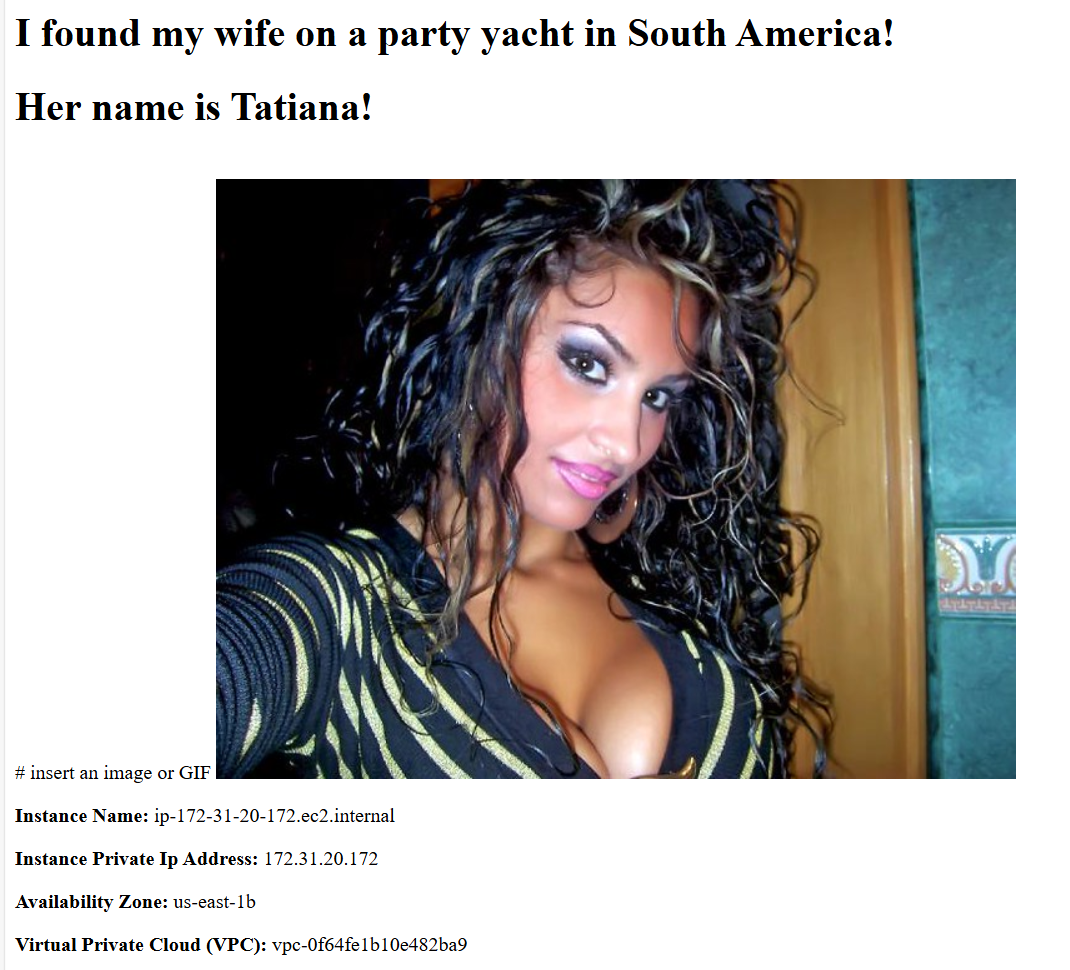 I found my wife on a party yacht in South America!
Her name is Tatiana!
# insert an image or GIF
Instance Name: ip-172-31-20-172.ec2.internal
Instance Private Ip Address: 172.31.20.172
Availability Zone: us-east-1b
Virtual Private Cloud (VPC): vpc-0f64fe1b10e482ba9